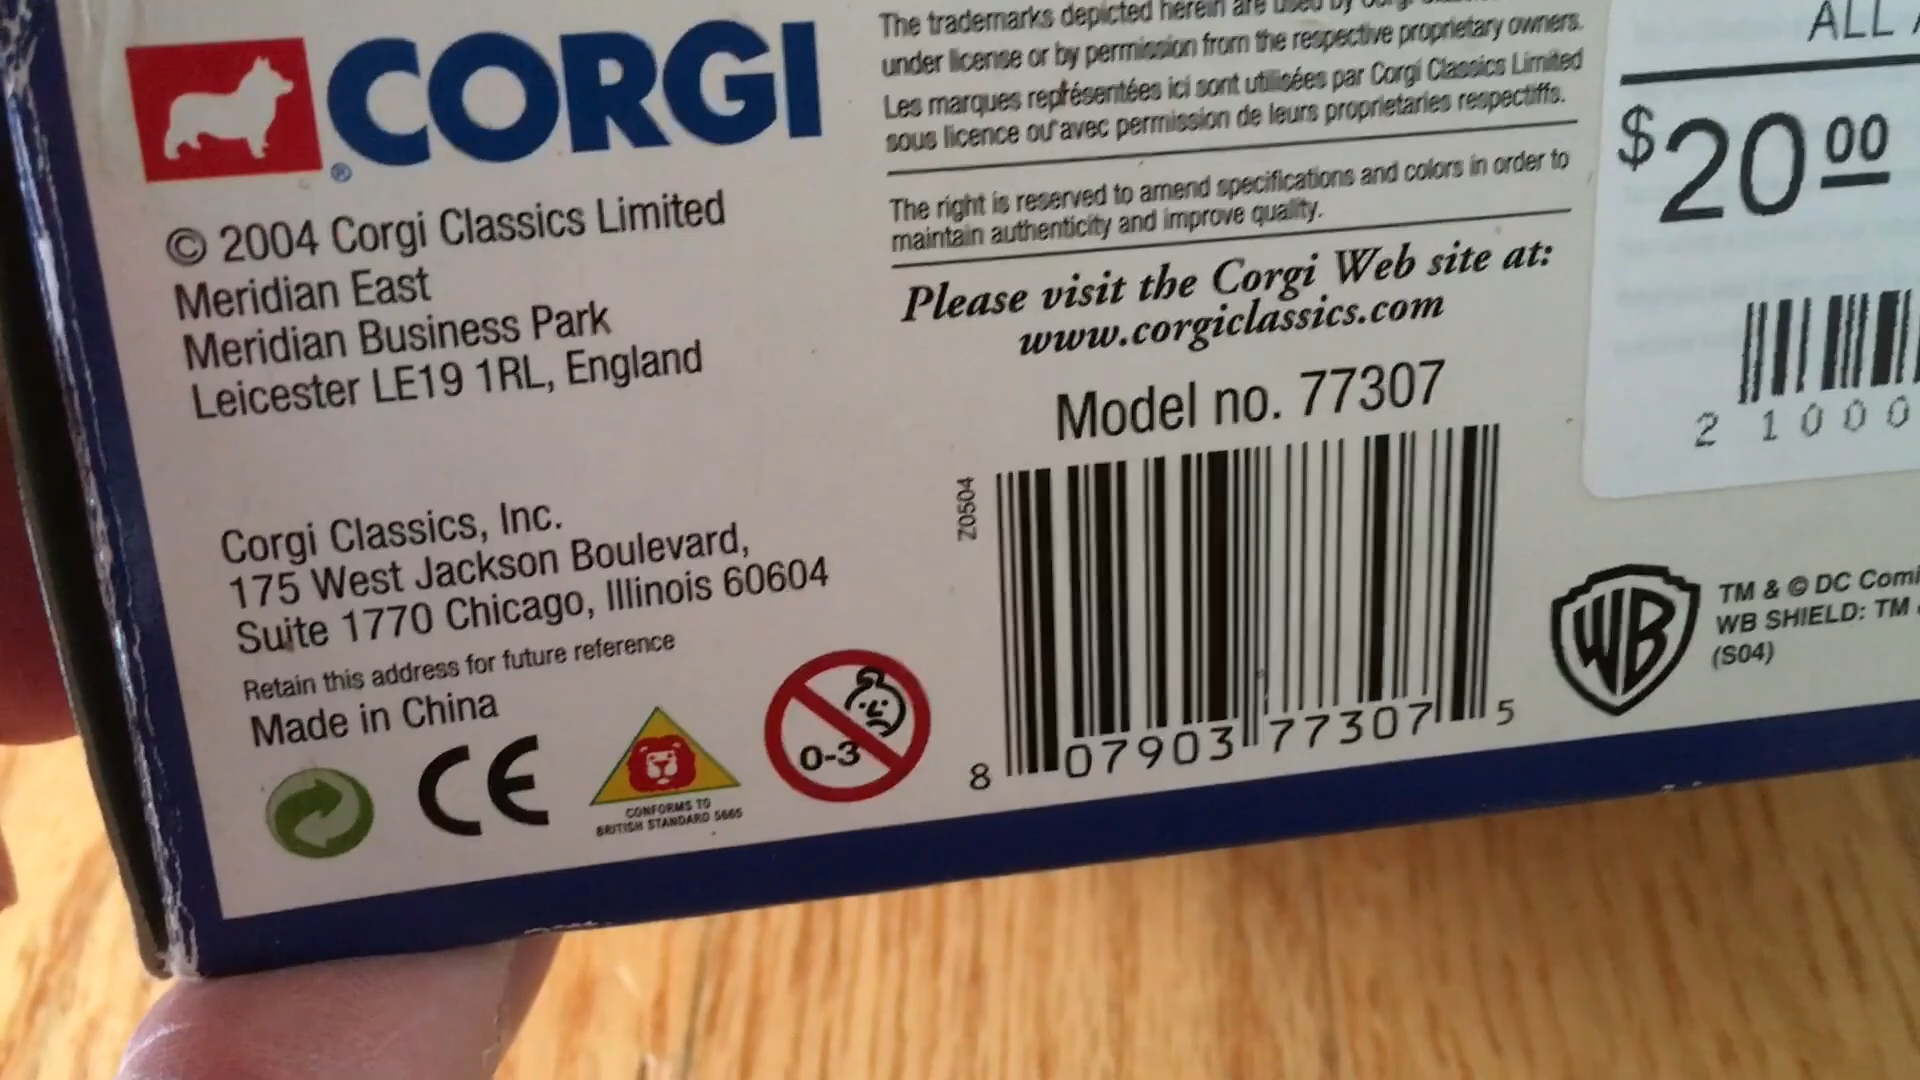 CORGI
®
© 2004 Corgi Classics Limited
Meridian East
Meridian Business Park
Leicester LE19 1RL, England
Corgi Classics, Inc.
175 West Jackson Boulevard,
Suite 1770 Chicago, Illinois 60604
Retain this address for future reference
Made in China
CE
CONFORMS TO
BRITISH STANDARD 5665
0-3
The trademarks depicted herein are used by Corgi
under license or by permission from the respective proprietary owners.
Les marques représentées ici sont utilisées par Corgi Classics Limited
sous licence ou avec permission de leurs proprietaries respectiffs.
The right is reserved to amend specifications and colors in order to
maintain authenticity and improve quality.
Please visit the Corgi Web site at:
www.corgiclassics.com
Model no. 77307
Z0504
8 07903 77307 5
ALL
$20 00
2 1000
WB
TM & © DC Comi
WB SHIELD: TM
(S04)